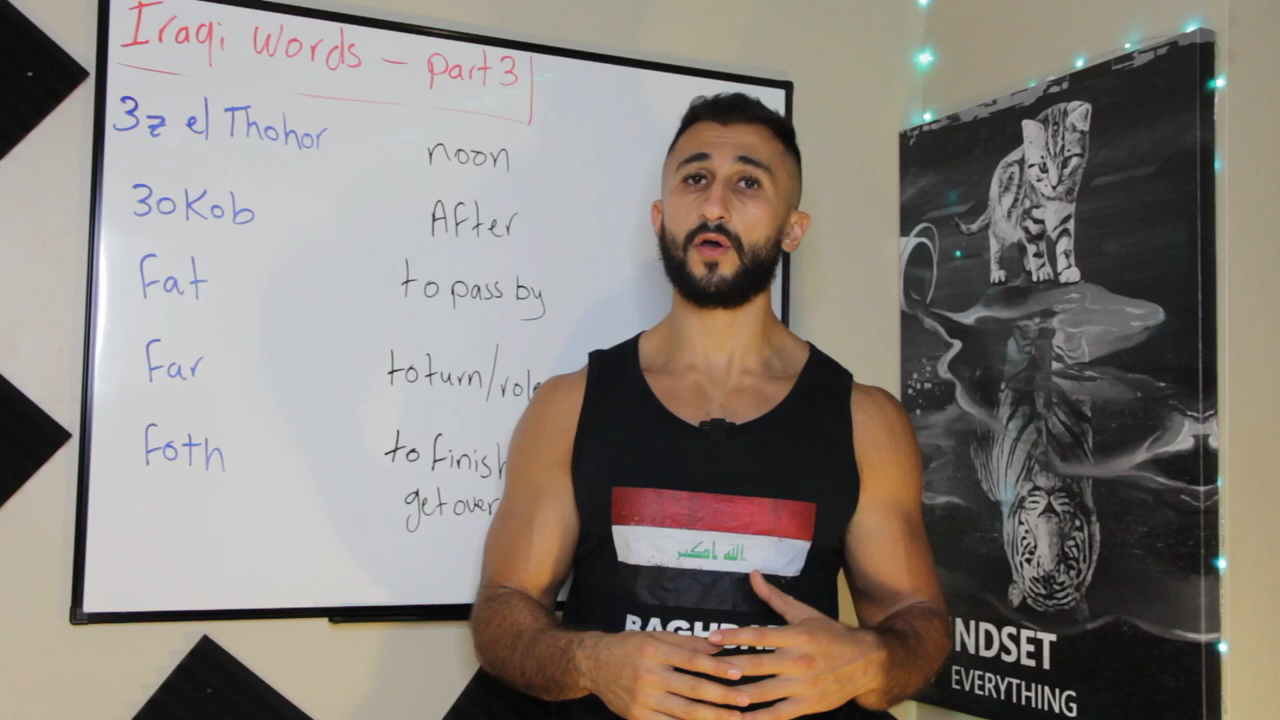 Iraqi Words - part 3
3z el Thohor
noon
3oKob
After
Fat
to pass by
Far
to turn/role
Foth
to finish
get over
الله اكبر
BAGHDAD
NDSET
EVERYTHING